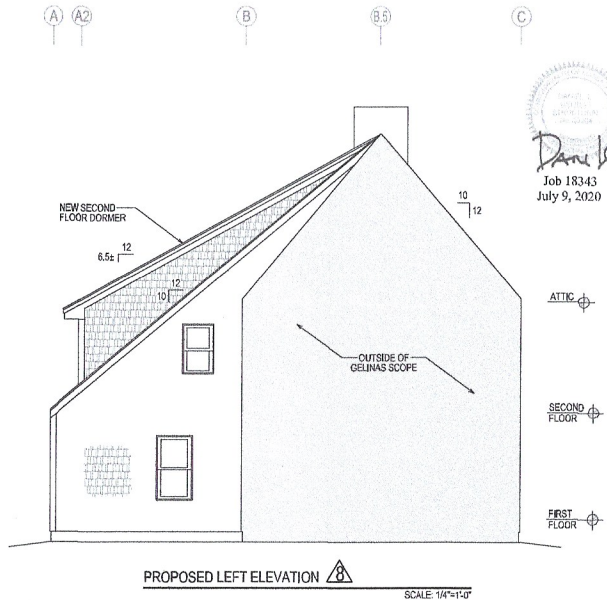 A A2 B B.5 C
Job 18343
July 9, 2020
NEW SECOND
FLOOR DORMER
12
6.5±
12
10
10
12
ATTIC
OUTSIDE OF
GELINAS SCOPE
SECOND
FLOOR
FIRST
FLOOR
PROPOSED LEFT ELEVATION 8
SCALE: 1/4"=1'-0"